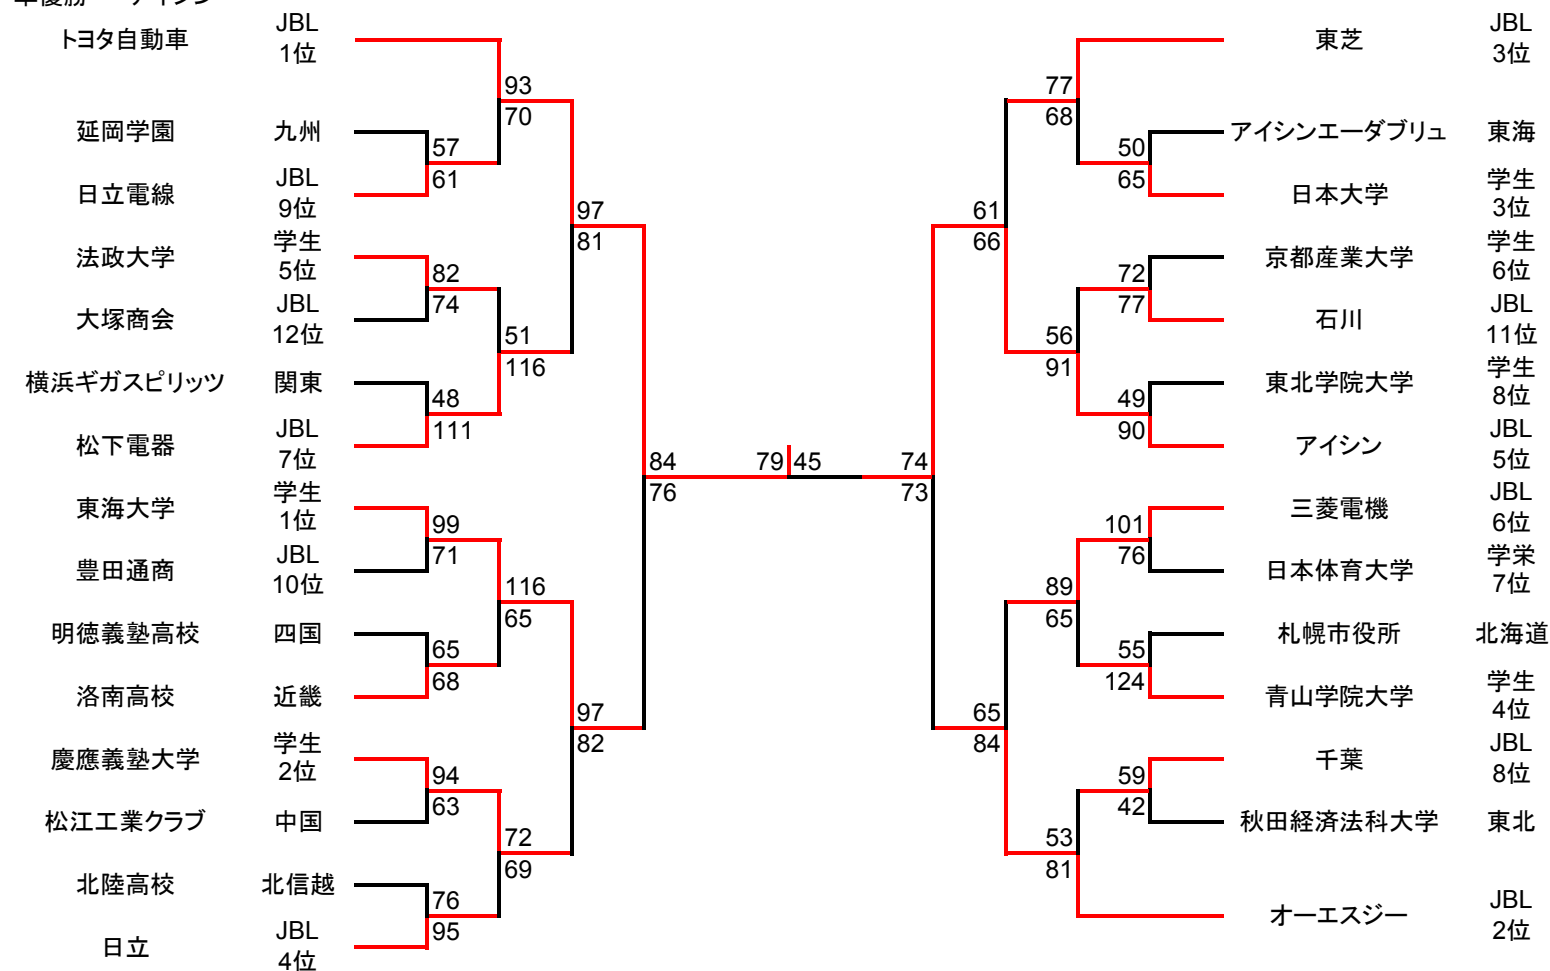 準優勝 アイシン
トヨタ自動車 JBL 1位
93
70
延岡学園 九州
57
61
日立電線 JBL 9位
97
81
法政大学 学生 5位
82
74
大塚商会 JBL 12位
51
116
横浜ギガスピリッツ 関東
48
111
松下電器 JBL 7位
84
76
東海大学 学生 1位
99
71
豊田通商 JBL 10位
116
65
明徳義塾高校 四国
65
68
洛南高校 近畿
97
82
慶應義塾大学 学生 2位
94
63
松江工業クラブ 中国
72
69
北陸高校 北信越
76
95
日立 JBL 4位
79 45
東芝 JBL 3位
77
68
アイシンエーダブリュ 東海
50
65
日本大学 学生 3位
61
66
京都産業大学 学生 6位
72
77
石川 JBL 11位
56
91
東北学院大学 学生 8位
49
90
アイシン JBL 5位
74
73
三菱電機 JBL 6位
101
76
日本体育大学 学栄 7位
89
65
札幌市役所 北海道
55
124
青山学院大学 学生 4位
65
84
千葉 JBL 8位
59
42
秋田経済法科大学 東北
53
81
オーエスジー JBL 2位